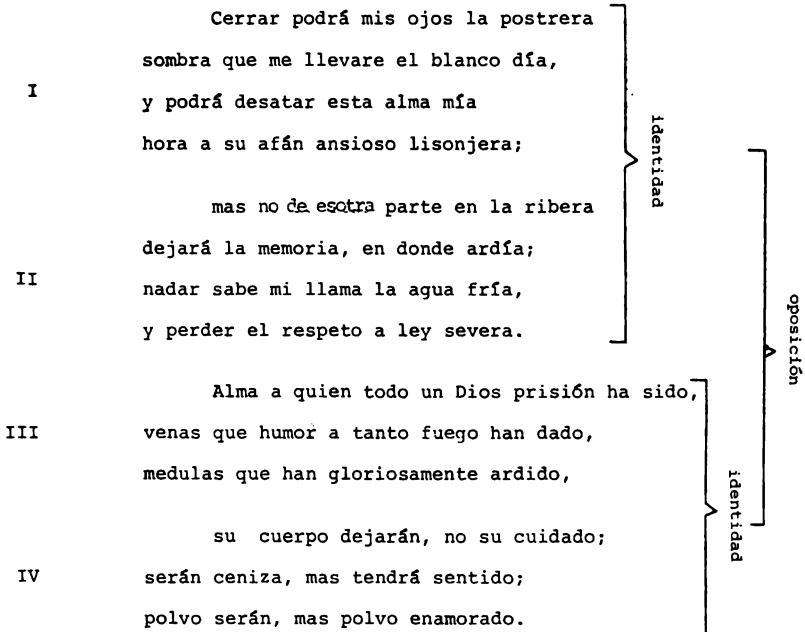 Cerrar podrá mis ojos la postrera
sombra que me llevare el blanco día,
I
y podrá desatar esta alma mía
hora a su afán ansioso lisonjera;
identidad
mas no de esotra parte en la ribera
dejará la memoria, en donde ardía;
II
nadar sabe mi llama la agua fría,
y perder el respeto a ley severa.
oposición
Alma a quien todo un Dios prisión ha sido,
III
venas que humor a tanto fuego han dado,
medulas que han gloriosamente ardido,
identidad
su cuerpo dejarán, no su cuidado;
IV
serán ceniza, mas tendrá sentido;
polvo serán, mas polvo enamorado.